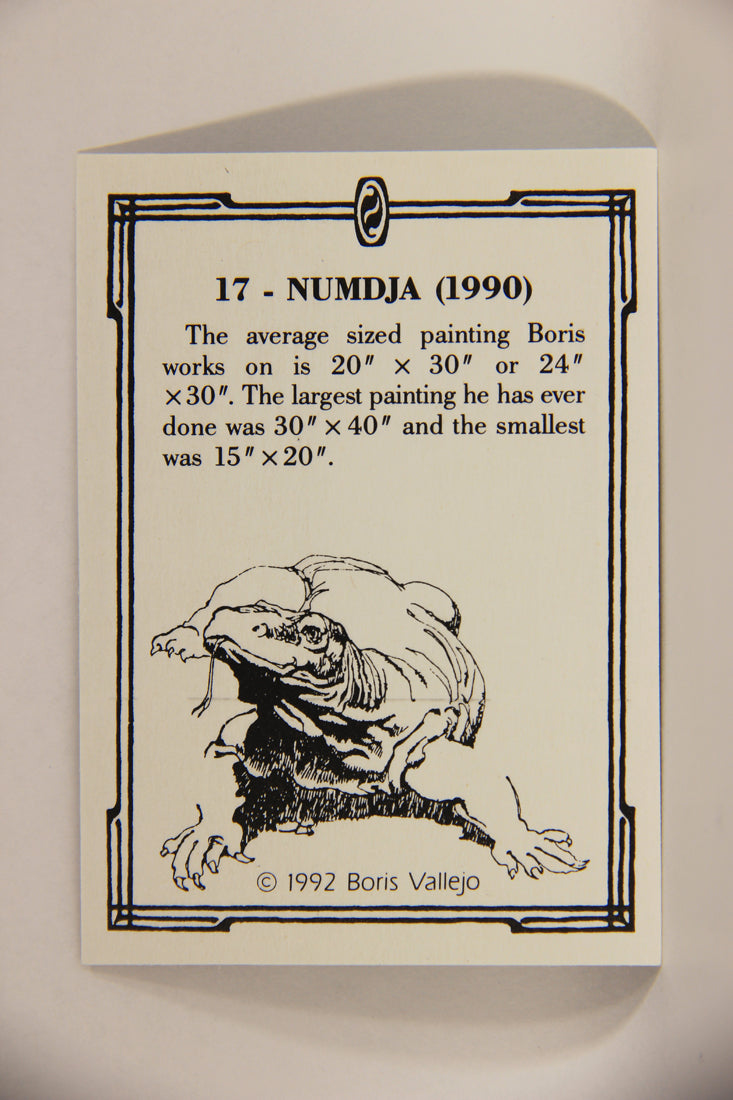 17 - NUMDJA (1990)
The average sized painting Boris
works on is 20" × 30" or 24"
×30". The largest painting he has ever
done was 30" × 40" and the smallest
was 15" × 20".
© 1992 Boris Vallejo